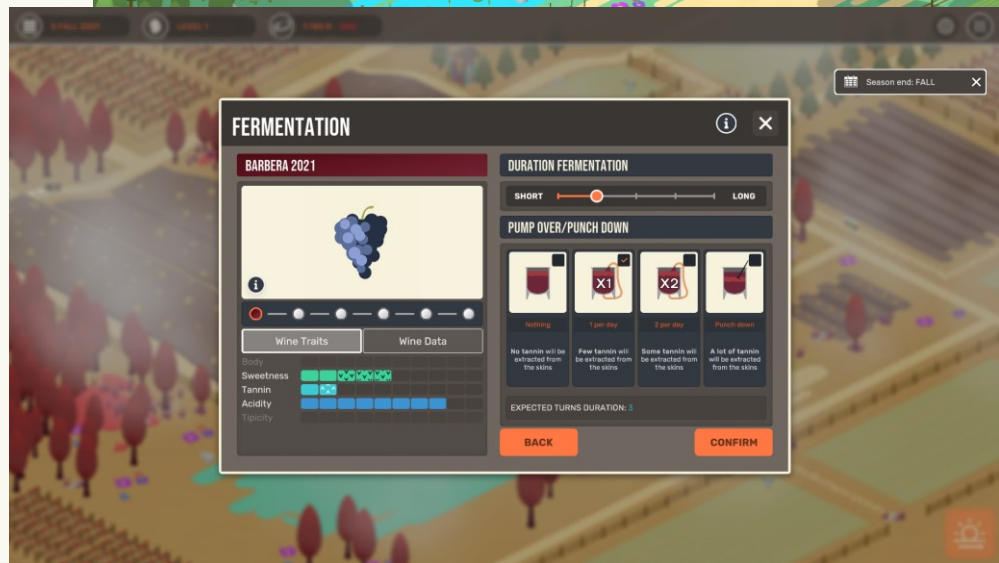 LEVEL 1
Season end: FALL
FERMENTATION
BARBERA 2021
DURATION FERMENTATION
SHORT
LONG
PUMP OVER/PUNCH DOWN
X1
X2
Nothing
1 per day
2 per day
Punch down
No tannin will be
extracted from
the skins
Few tannin will
be extracted from
the skins
Some tannin will
be extracted from
the skins
A lot of tannin
will be extracted
from the skins
Wine Traits
Wine Data
Body
Sweetness
Tannin
Acidity
Tipicity
EXPECTED TURNS DURATION: 3
BACK
CONFIRM